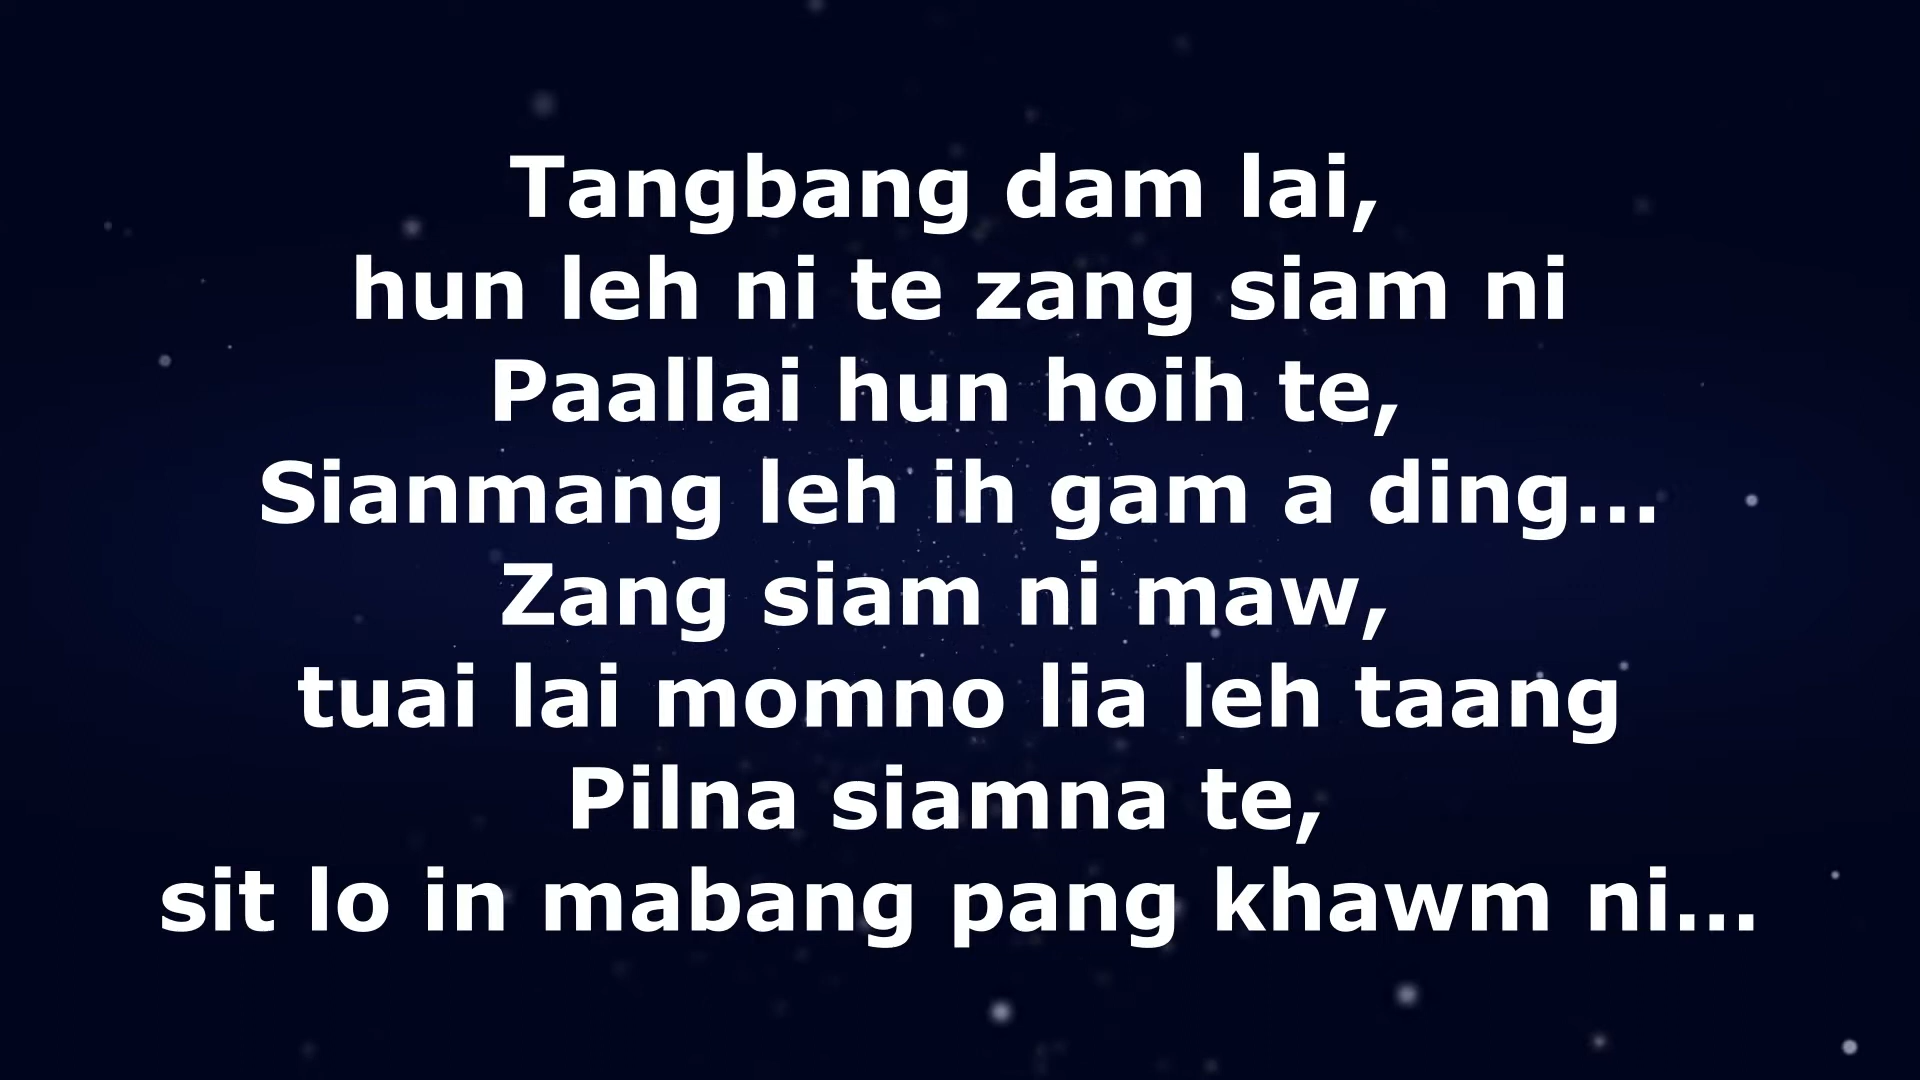 Tangbang dam lai,
hun leh ni te zang siam ni
Paallai hun hoih te,
Sianmang leh ih gam a ding...
Zang siam ni maw,
tuai lai momno lia leh taang
Pilna siamna te,
sit lo in mabang pang khawm ni...